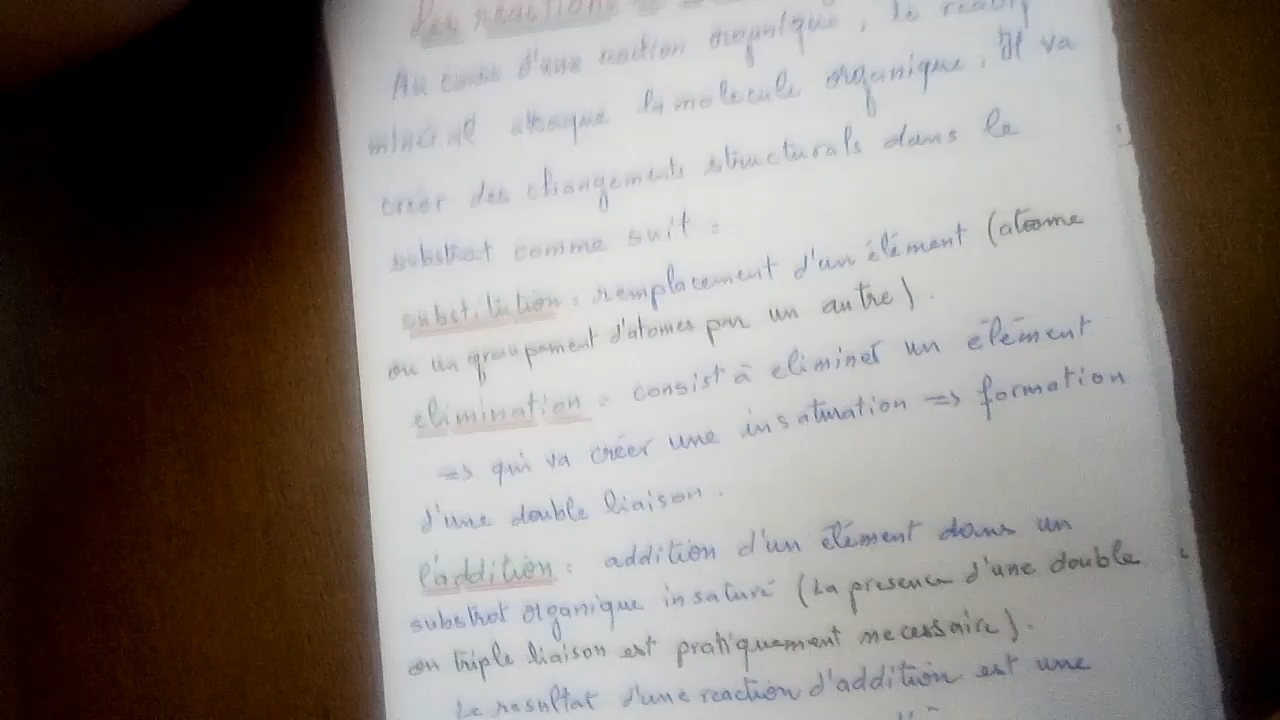 Les reactions
Au cours d'une reaction organique, le reactif
minéral attaque la molecule organique, Il va
créer des changements structurals dans le
substrat comme suit :
substitution : remplacement d'un élément (atome
ou un groupement d'atomes par un autre).
elimination : consist à eliminer un élément
=> qui va créer une insaturation => formation
d'une double liaison.
l'addition : addition d'un élément dans un
substrat organique insaturé (La presence d'une double
ou triple liaison est pratiquement necessaire).
Le resultat d'une reaction d'addition est une